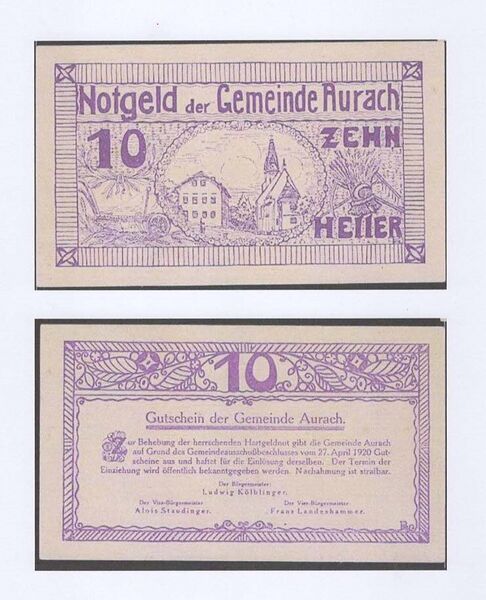 Notgeld der Gemeinde Aurach
10
ZEHN
HELLER
10
Gutschein der Gemeinde Aurach.
Zur Behebung der herrschenden Hartgeldnot gibt die Gemeinde Aurach
auf Grund des Gemeindeausschußbeschlusses vom 27. April 1920 Gut-
scheine aus und haftet für die Einlösung derselben. Der Termin der
Einziehung wird öffentlich bekanntgegeben werden. Nachahmung ist strafbar.
Der Bürgermeister:
Ludwig Kölblinger.
Der Vize-Bürgermeister Der Vize-Bürgermeister:
Alois Staudinger. Franz Landeshammer.